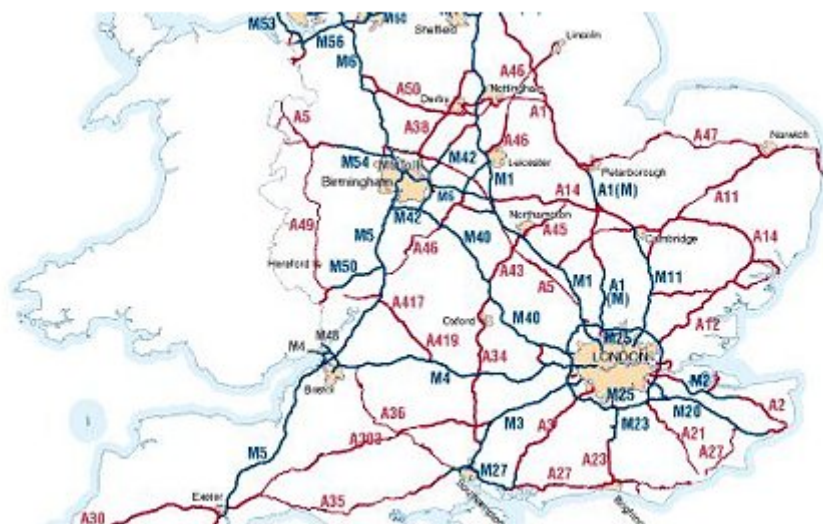 M53
M56
M60
Sheffield
Lincoln
M6
A46
A50
Derby
Nottingham
A1
A5
A38
A46
A47
Norwich
M54
M42
Leicester
Peterborough
Birmingham
M6
M1
A14
A1(M)
A11
A49
M42
Northampton
M5
A46
M40
A45
Cambridge
A14
Hereford
M50
A43
A5
M1
A1
(M)
M11
A417
Oxford
M40
A12
M48
M4
A419
M25
LONDON
A34
Bristol
M4
M2
M25
A36
M3
A3
M23
M20
A2
A303
A21
M5
M27
A27
A23
A27
Exeter
A35
A30